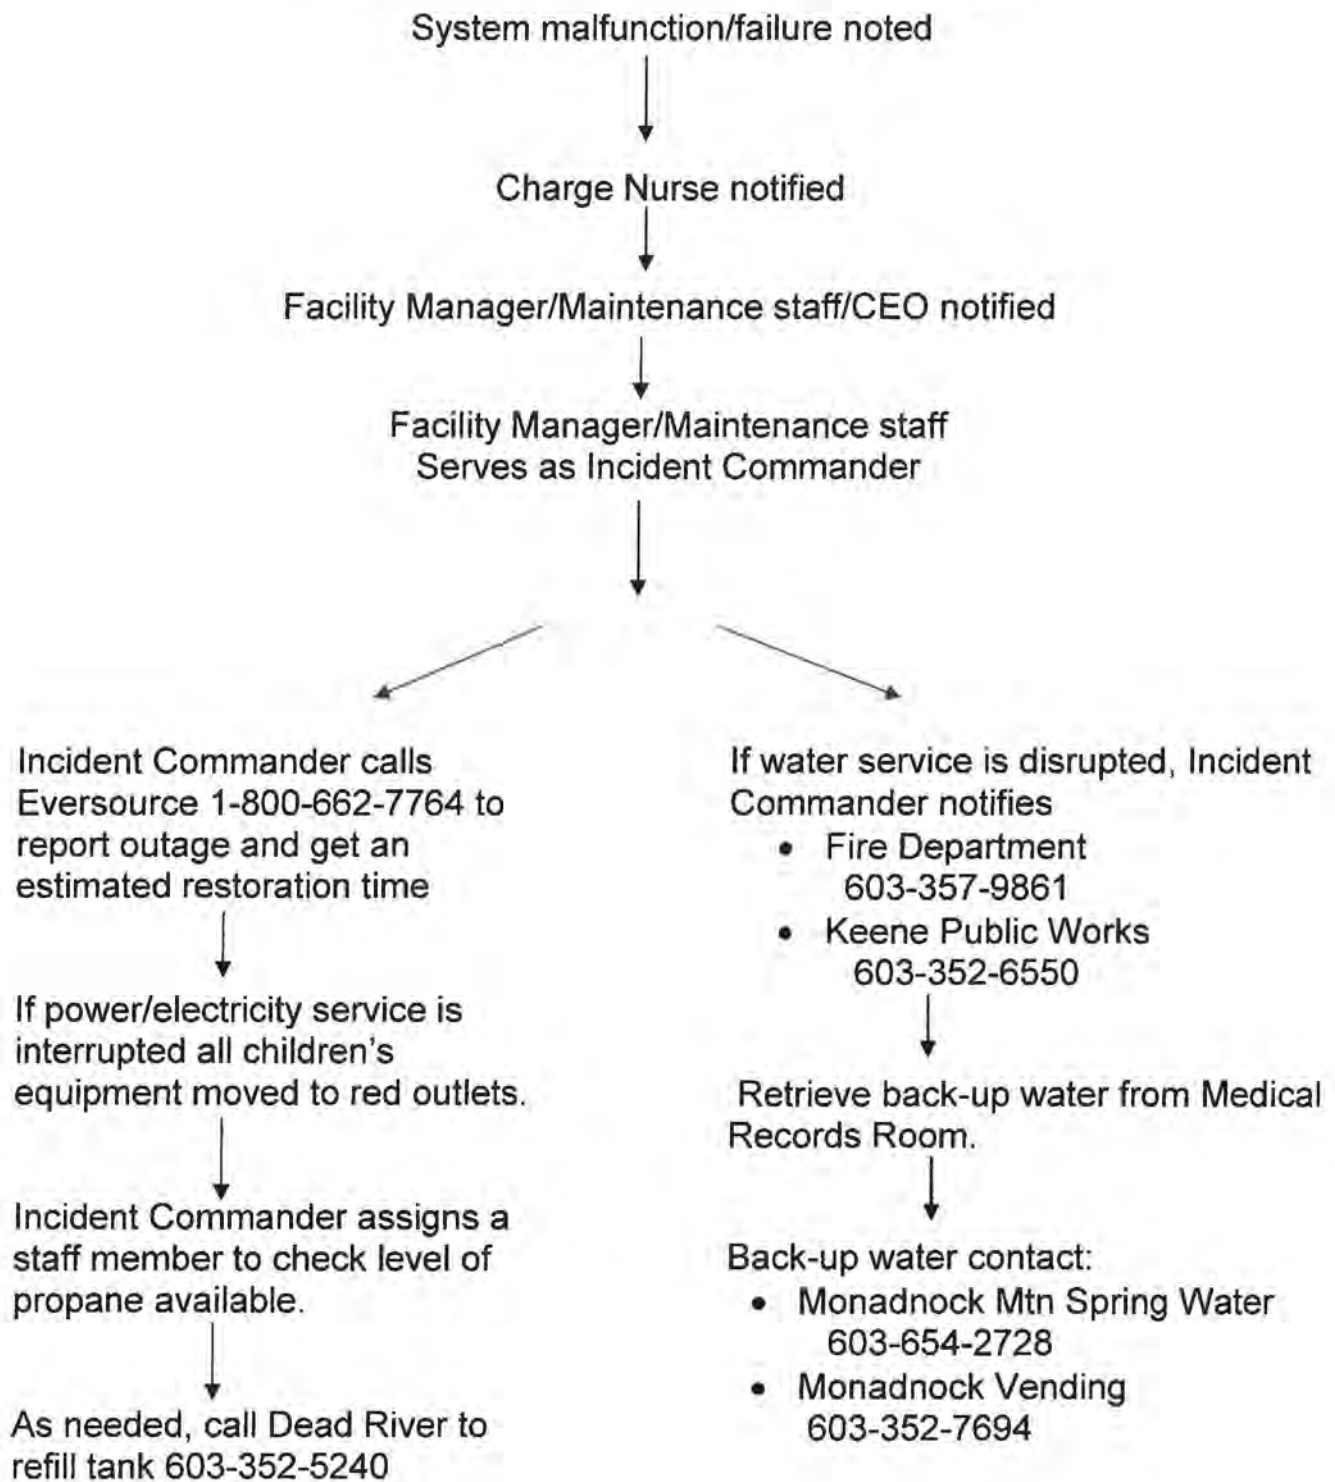 System malfunction/failure noted
Charge Nurse notified
Facility Manager/Maintenance staff/CEO notified
Facility Manager/Maintenance staff
Serves as Incident Commander
Incident Commander calls
Eversource 1-800-662-7764 to
report outage and get an
estimated restoration time
If power/electricity service is
interrupted all children's
equipment moved to red outlets.
Incident Commander assigns a
staff member to check level of
propane available.
As needed, call Dead River to
refill tank 603-352-5240
If water service is disrupted, Incident
Commander notifies
• Fire Department
603-357-9861
• Keene Public Works
603-352-6550
Retrieve back-up water from Medical
Records Room.
Back-up water contact:
• Monadnock Mtn Spring Water
603-654-2728
• Monadnock Vending
603-352-7694